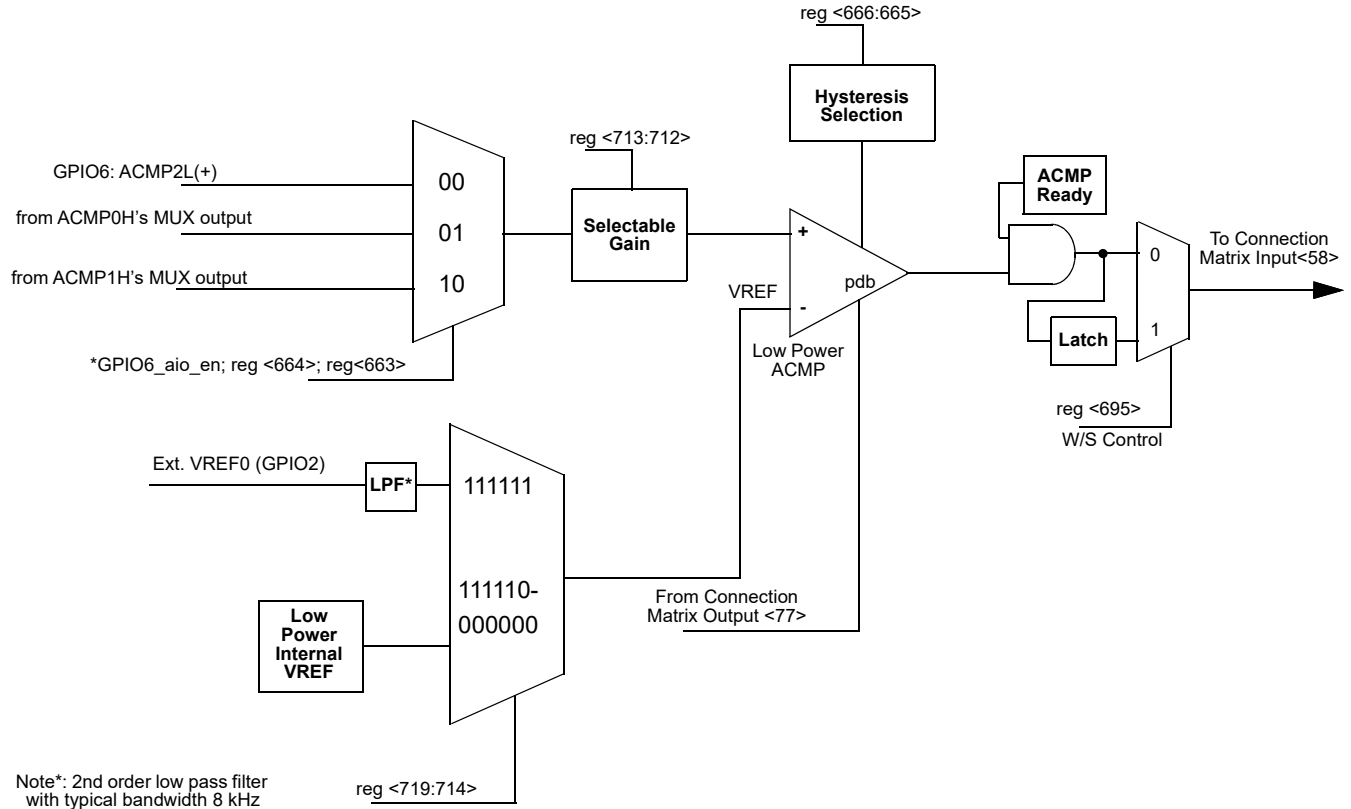 reg <666:665>
Hysteresis
Selection
reg <713:712>
GPIO6: ACMP2L(+)
from ACMP0H's MUX output
from ACMP1H's MUX output
00
01
10
Selectable
Gain
*GPIO6_aio_en; reg <664>; reg<663>
+
-
pdb
VREF
Low Power
ACMP
ACMP
Ready
Latch
0
1
To Connection
Matrix Input<58>
reg <695>
W/S Control
Ext. VREF0 (GPIO2)
LPF*
111111
111110-
000000
Low
Power
Internal
VREF
From Connection
Matrix Output <77>
reg <719:714>
Note*: 2nd order low pass filter
with typical bandwidth 8 kHz